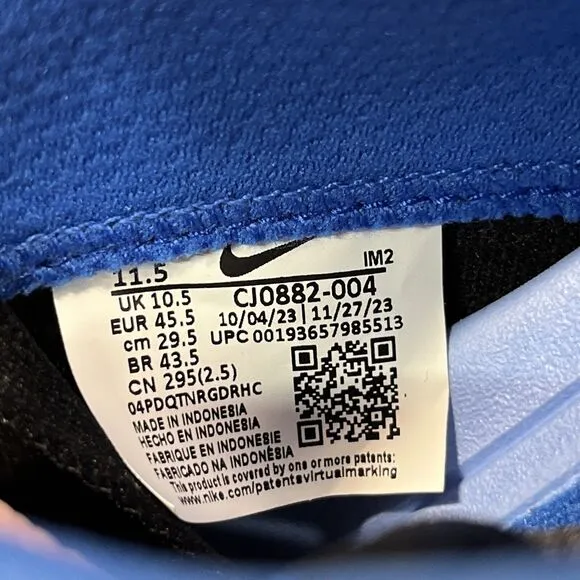 11.5
IM2
UK 10.5
CJ0882-004
EUR 45.5
10/04/23 | 11/27/23
cm 29.5
UPC 00193657985513
BR 43.5
CN 295(2.5)
04PDQTNRGDRHC
MADE IN INDONESIA
HECHO EN INDONESIA
FABRIQUE EN INDONESIE
FABRICADO NA INDONÉSIA
This product is covered by one or more patents;
www.nike.com/patents&virtualmarking